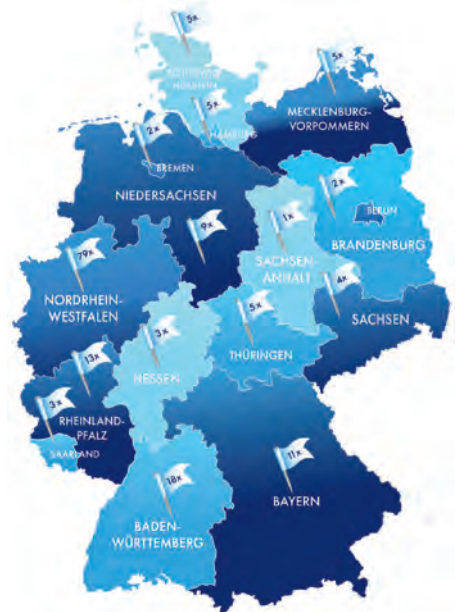 5x
SCHLESWIG-
HOLSTEIN
5x
HAMBURG
5x
MECKLENBURG-
VORPOMMERN
2x
BREMEN
NIEDERSACHSEN
9x
2x
BERLIN
BRANDENBURG
1x
SACHSEN-
ANHALT
79x
NORDRHEIN-
WESTFALEN
4x
SACHSEN
5x
THÜRINGEN
3x
HESSEN
13x
RHEINLAND-
PFALZ
3x
SAARLAND
11x
BAYERN
18x
BADEN-
WÜRTTEMBERG